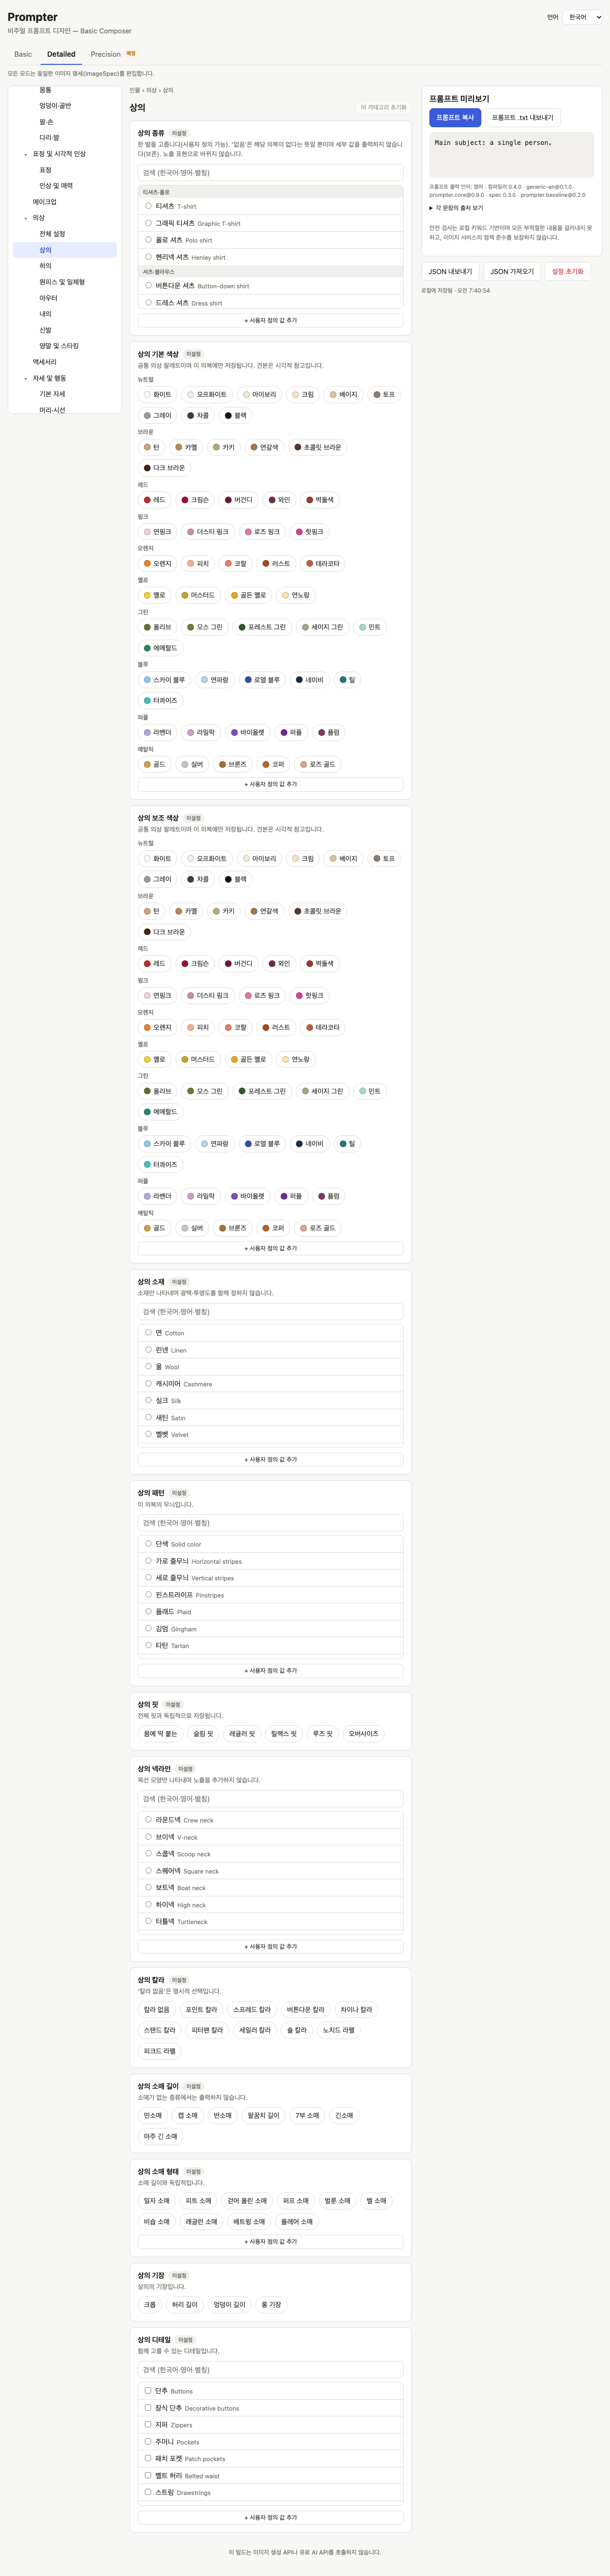 Prompter
비주얼 프롬프트 디자인 — Basic Composer
언어
한국어
Basic
Detailed
Precision 예정
모든 모드는 동일한 이미지 명세(ImageSpec)를 편집합니다.
몸통
엉덩이·골반
팔·손
다리·발
표정 및 시각적 인상
표정
인상 및 매력
메이크업
의상
전체 설정
상의
하의
원피스 및 일체형
아우터
내의
신발
양말 및 스타킹
액세서리
자세 및 행동
기본 자세
머리·시선
인물 › 의상 › 상의
상의
이 카테고리 초기화
상의 종류 미설정
한 벌을 고릅니다(사용자 정의 가능). '없음'은 해당 의복이 없다는 뜻일 뿐이며 세부 값을 출력하지 않습니
다(보존). 노출 표현으로 바뀌지 않습니다.
검색 (한국어·영어·별칭)
티셔츠·폴로
티셔츠 T-shirt
그래픽 티셔츠 Graphic T-shirt
폴로 셔츠 Polo shirt
헨리넥 셔츠 Henley shirt
셔츠·블라우스
버튼다운 셔츠 Button-down shirt
드레스 셔츠 Dress shirt
+ 사용자 정의 값 추가
상의 기본 색상 미설정
공통 의상 팔레트이며 이 의복에만 저장됩니다. 견본은 시각적 참고입니다.
뉴트럴
화이트 오프화이트 아이보리 크림 베이지 토프
그레이 차콜 블랙
브라운
탄 카멜 카키 연갈색 초콜릿 브라운
다크 브라운
레드
레드 크림슨 버건디 와인 벽돌색
핑크
연핑크 더스티 핑크 로즈 핑크 핫핑크
오렌지
오렌지 피치 코랄 러스트 테라코타
옐로
옐로 머스터드 골든 옐로 연노랑
그린
올리브 모스 그린 포레스트 그린 세이지 그린 민트
에메랄드
블루
스카이 블루 연파랑 로열 블루 네이비 틸
터콰이즈
퍼플
라벤더 라일락 바이올렛 퍼플 플럼
메탈릭
골드 실버 브론즈 코퍼 로즈 골드
+ 사용자 정의 값 추가
상의 보조 색상 미설정
공통 의상 팔레트이며 이 의복에만 저장됩니다. 견본은 시각적 참고입니다.
뉴트럴
화이트 오프화이트 아이보리 크림 베이지 토프
그레이 차콜 블랙
브라운
탄 카멜 카키 연갈색 초콜릿 브라운
다크 브라운
레드
레드 크림슨 버건디 와인 벽돌색
핑크
연핑크 더스티 핑크 로즈 핑크 핫핑크
오렌지
오렌지 피치 코랄 러스트 테라코타
옐로
옐로 머스터드 골든 옐로 연노랑
그린
올리브 모스 그린 포레스트 그린 세이지 그린 민트
에메랄드
블루
스카이 블루 연파랑 로열 블루 네이비 틸
터콰이즈
퍼플
라벤더 라일락 바이올렛 퍼플 플럼
메탈릭
골드 실버 브론즈 코퍼 로즈 골드
+ 사용자 정의 값 추가
상의 소재 미설정
소재만 나타내며 광택·투명도를 함께 정하지 않습니다.
검색 (한국어·영어·별칭)
면 Cotton
린넨 Linen
울 Wool
캐시미어 Cashmere
실크 Silk
새틴 Satin
벨벳 Velvet
+ 사용자 정의 값 추가
상의 패턴 미설정
이 의복의 무늬입니다.
검색 (한국어·영어·별칭)
단색 Solid color
가로 줄무늬 Horizontal stripes
세로 줄무늬 Vertical stripes
핀스트라이프 Pinstripes
플래드 Plaid
깅엄 Gingham
타탄 Tartan
+ 사용자 정의 값 추가
상의 핏 미설정
전체 핏과 독립적으로 저장됩니다.
몸에 딱 붙는 슬림 핏 레귤러 핏 릴랙스 핏 루즈 핏 오버사이즈
상의 넥라인 미설정
목선 모양만 나타내며 노출을 추가하지 않습니다.
검색 (한국어·영어·별칭)
라운드넥 Crew neck
브이넥 V-neck
스쿱넥 Scoop neck
스퀘어넥 Square neck
보트넥 Boat neck
하이넥 High neck
터틀넥 Turtleneck
+ 사용자 정의 값 추가
상의 칼라 미설정
'칼라 없음'은 명시적 선택입니다.
칼라 없음 포인트 칼라 스프레드 칼라 버튼다운 칼라 차이나 칼라
스탠드 칼라 피터팬 칼라 세일러 칼라 숄 칼라 노치드 라펠
피크드 라펠
상의 소매 길이 미설정
소매가 없는 종류에서는 출력하지 않습니다.
민소매 캡 소매 반소매 팔꿈치 길이 7부 소매 긴소매
아주 긴 소매
상의 소매 형태 미설정
소매 길이와 독립적입니다.
일자 소매 피트 소매 걷어 올린 소매 퍼프 소매 벌룬 소매 벨 소매
비숍 소매 래글런 소매 배트윙 소매 플레어 소매
+ 사용자 정의 값 추가
상의 기장 미설정
상의의 기장입니다.
크롭 허리 길이 엉덩이 길이 롱 기장
상의 디테일 미설정
함께 고를 수 있는 디테일입니다.
검색 (한국어·영어·별칭)
단추 Buttons
장식 단추 Decorative buttons
지퍼 Zippers
주머니 Pockets
패치 포켓 Patch pockets
벨트 허리 Belted waist
스트링 Drawstrings
+ 사용자 정의 값 추가
프롬프트 미리보기
프롬프트 복사
프롬프트 .txt 내보내기
Main subject: a single person.
프롬프트 출력 언어: 영어 · 컴파일러 0.4.0 · generic-en@0.1.0 ·
prompter.core@0.9.0 · spec 0.3.0 · prompter.baseline@0.2.0
▶ 각 문장의 출처 보기
안전 검사는 로컬 키워드 기반이며 모든 부적절한 내용을 걸러내지 못
하고, 이미지 서비스의 정책 준수를 보장하지 않습니다.
JSON 내보내기
JSON 가져오기
설정 초기화
로컬에 저장됨 · 오전 7:40:54
이 빌드는 이미지 생성 API나 유료 AI API를 호출하지 않습니다.